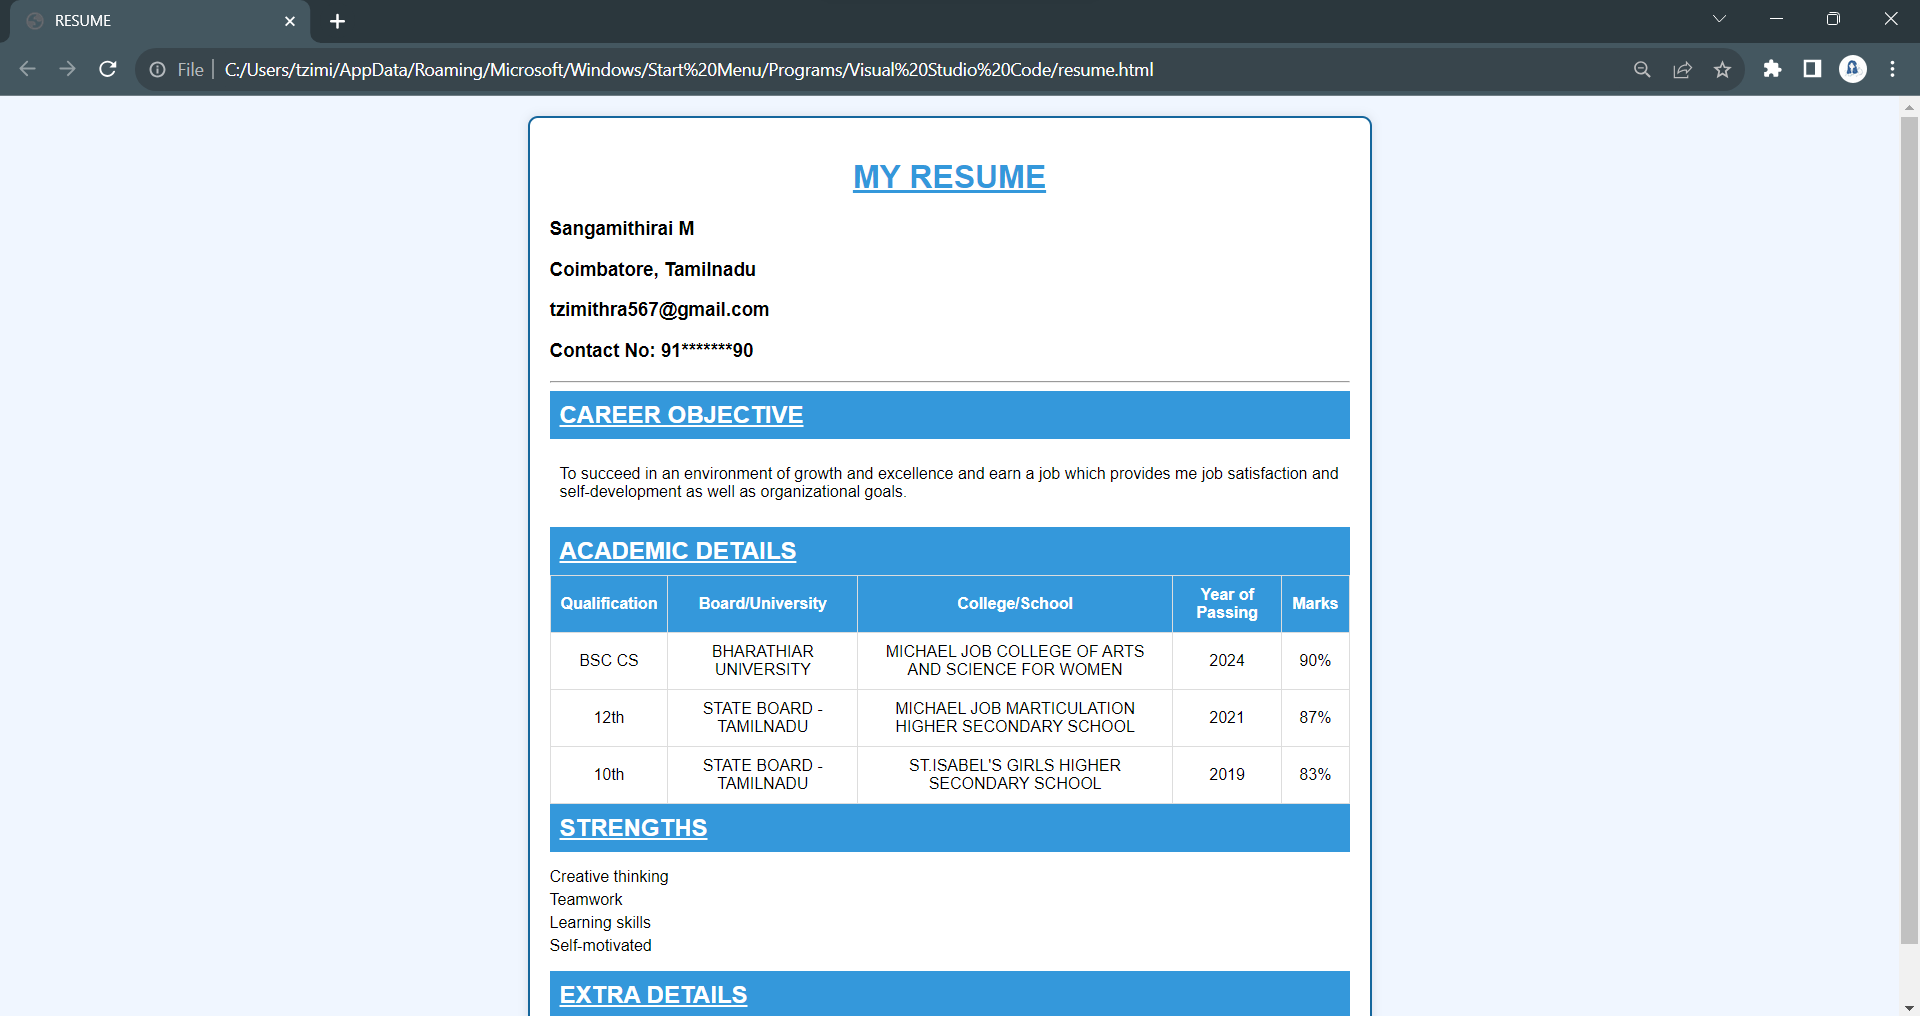 RESUME
File
C:/Users/tzimi/AppData/Roaming/Microsoft/Windows/Start%20Menu/Programs/Visual%20Studio%20Code/resume.html
MY RESUME
Sangamithirai M
Coimbatore, Tamilnadu
tzimithra567@gmail.com
Contact No: 91*******90
CAREER OBJECTIVE
To succeed in an environment of growth and excellence and earn a job which provides me job satisfaction and
self-development as well as organizational goals.
ACADEMIC DETAILS
Qualification Board/University College/School Year of Passing Marks
BSC CS BHARATHIAR UNIVERSITY MICHAEL JOB COLLEGE OF ARTS AND SCIENCE FOR WOMEN 2024 90%
12th STATE BOARD - TAMILNADU MICHAEL JOB MARTICULATION HIGHER SECONDARY SCHOOL 2021 87%
10th STATE BOARD - TAMILNADU ST.ISABEL'S GIRLS HIGHER SECONDARY SCHOOL 2019 83%
STRENGTHS
Creative thinking
Teamwork
Learning skills
Self-motivated
EXTRA DETAILS